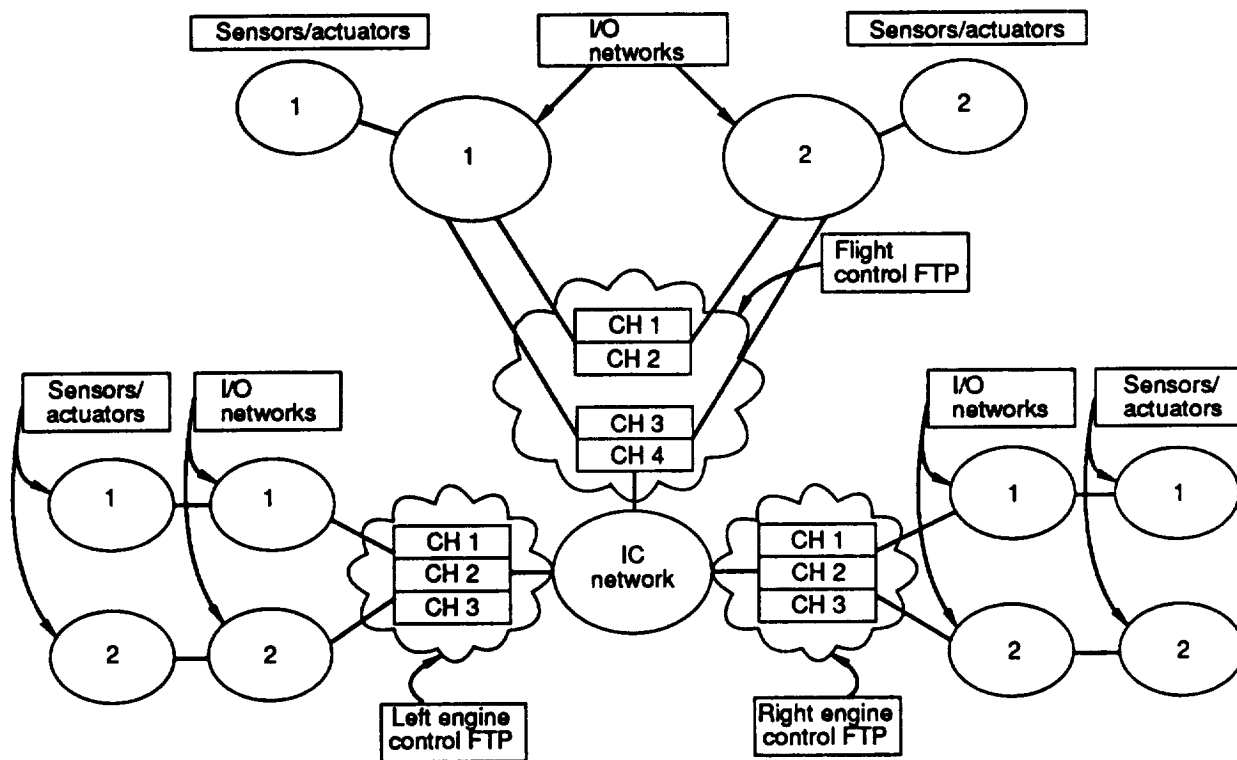 Sensors/actuators
I/O
networks
Sensors/actuators
1
1
2
2
Flight
control FTP
CH 1
CH 2
CH 3
CH 4
Sensors/
actuators
I/O
networks
I/O
networks
Sensors/
actuators
1
1
CH 1
CH 2
CH 3
IC
network
CH 1
CH 2
CH 3
1
1
2
2
2
2
Left engine
control FTP
Right engine
control FTP